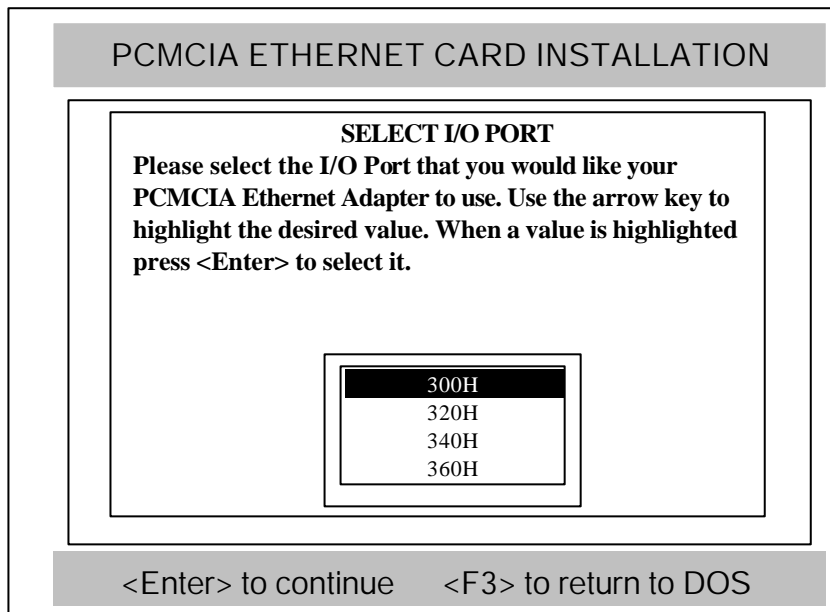 PCMCIA ETHERNET CARD INSTALLATION
SELECT I/O PORT
Please select the I/O Port that you would like your
PCMCIA Ethernet Adapter to use. Use the arrow key to
highlight the desired value. When a value is highlighted
press <Enter> to select it.
300H
320H
340H
360H
<Enter> to continue <F3> to return to DOS